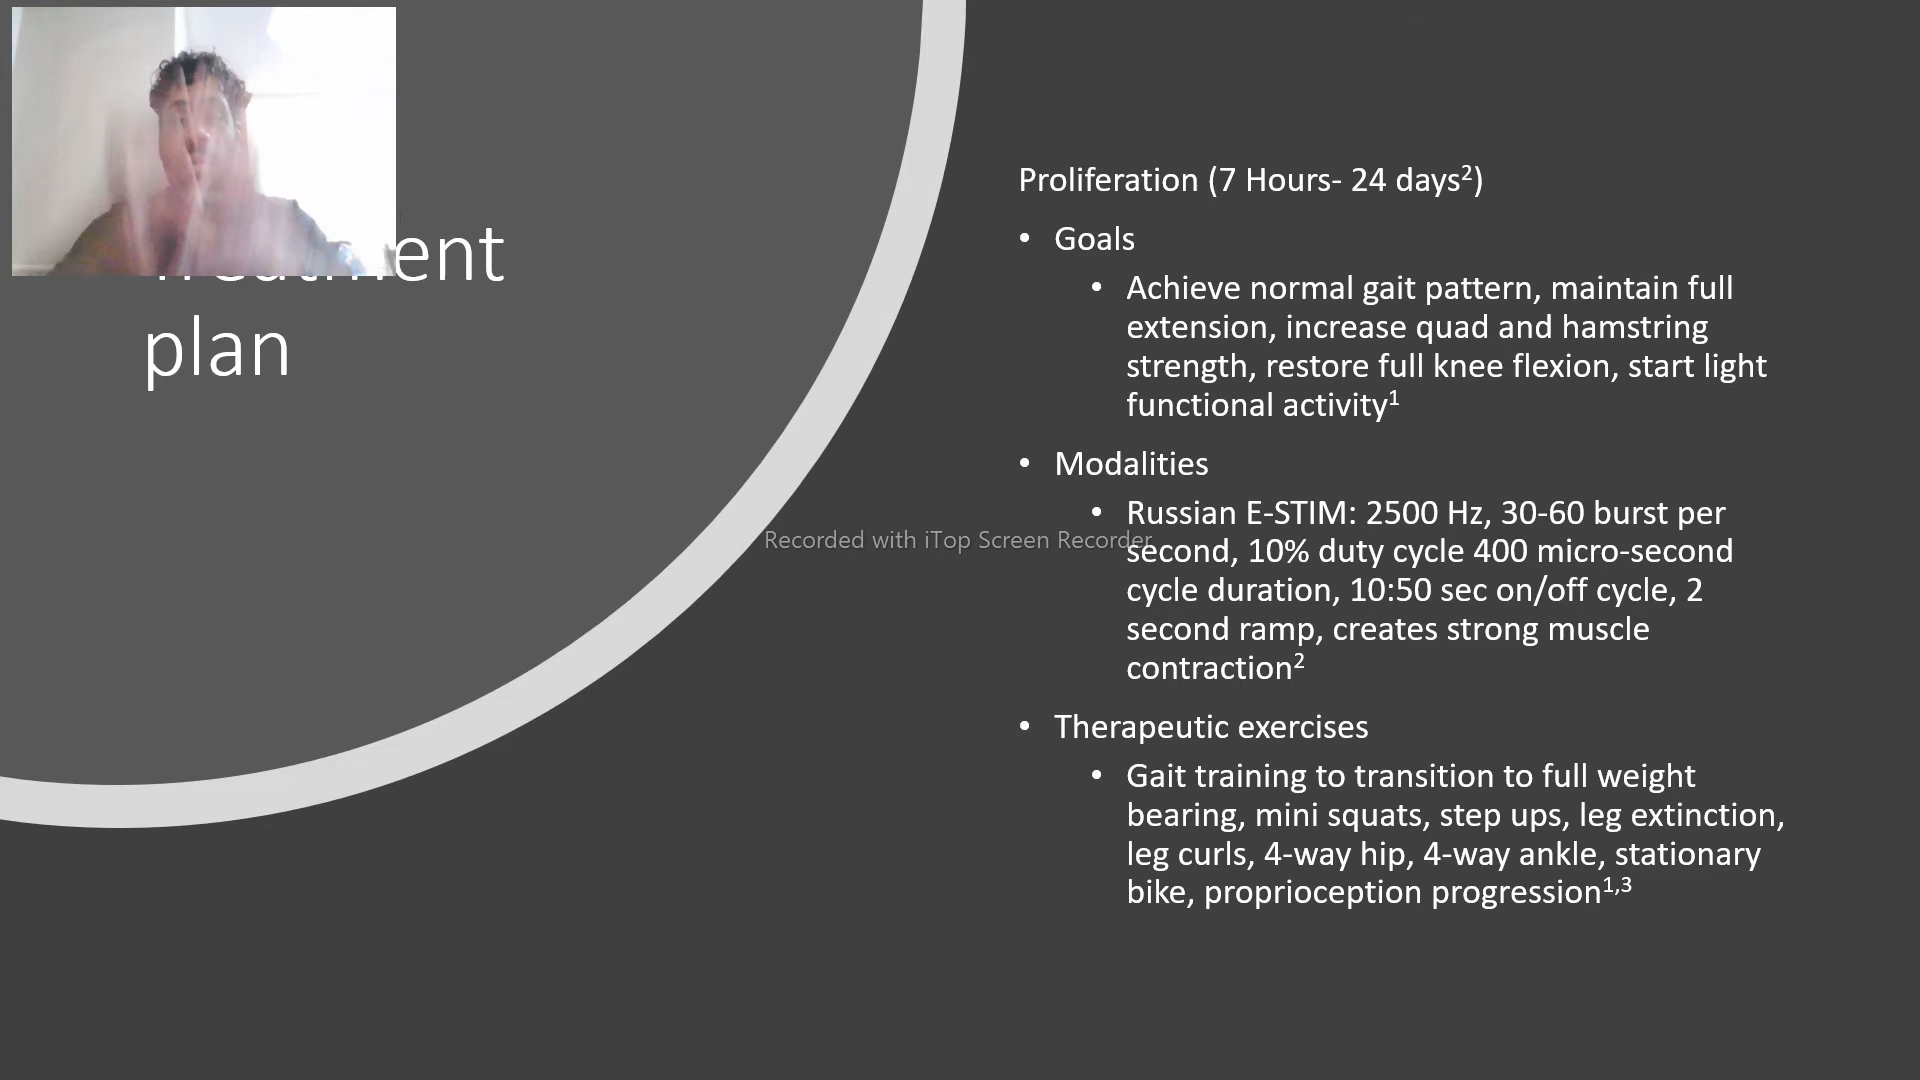 Treatment
plan
Proliferation (7 Hours- 24 days²)
• Goals
• Achieve normal gait pattern, maintain full
extension, increase quad and hamstring
strength, restore full knee flexion, start light
functional activity¹
• Modalities
• Russian E-STIM: 2500 Hz, 30-60 burst per
Recorded with iTop Screen Recorder
second, 10% duty cycle 400 micro-second
cycle duration, 10:50 sec on/off cycle, 2
second ramp, creates strong muscle
contraction²
• Therapeutic exercises
• Gait training to transition to full weight
bearing, mini squats, step ups, leg extinction,
leg curls, 4-way hip, 4-way ankle, stationary
bike, proprioception progression¹,³